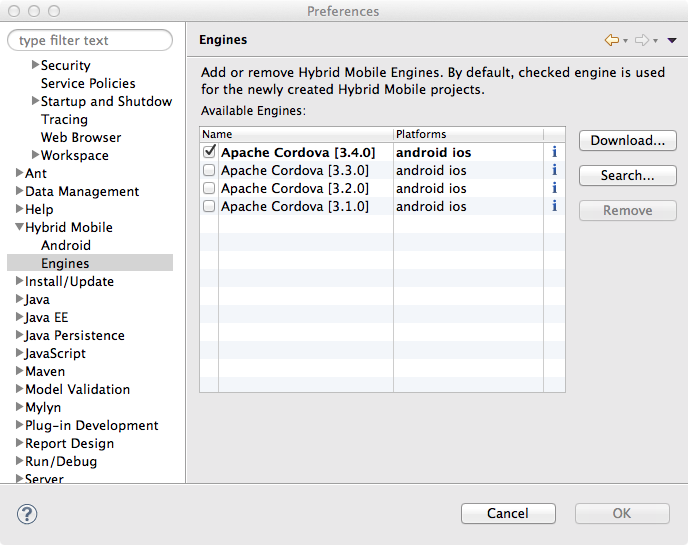 Preferences
type filter text
Security
Service Policies
Startup and Shutdow
Tracing
Web Browser
Workspace
Ant
Data Management
Help
Hybrid Mobile
Android
Engines
Install/Update
Java
Java EE
Java Persistence
JavaScript
Maven
Model Validation
Mylyn
Plug-in Development
Report Design
Run/Debug
Server
Engines
Add or remove Hybrid Mobile Engines. By default, checked engine is used
for the newly created Hybrid Mobile projects.
Available Engines:
Name Platforms
Apache Cordova [3.4.0] android ios i
Apache Cordova [3.3.0] android ios i
Apache Cordova [3.2.0] android ios i
Apache Cordova [3.1.0] android ios i
Download...
Search...
Remove
?
Cancel
OK